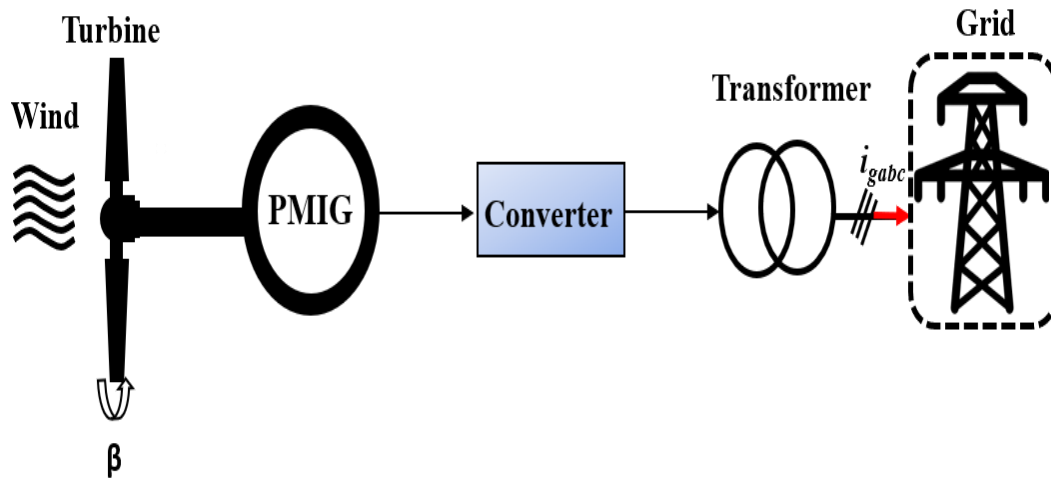 Turbine
Grid
Transformer
Wind
i_gabc
PMIG
Converter
β